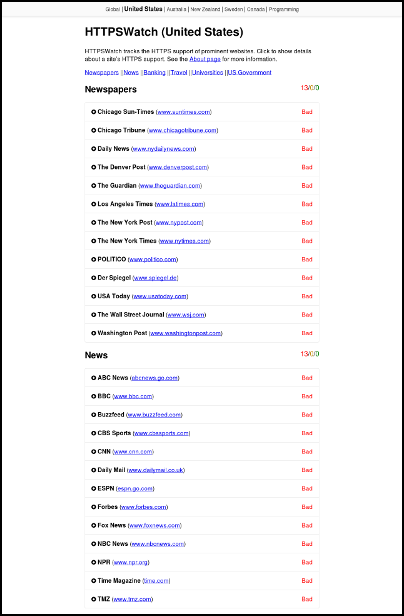 Global | United States | Australia | New Zealand | Sweden | Canada | Programming
HTTPSWatch (United States)
HTTPSWatch tracks the HTTPS support of prominent websites. Click to show details
about a site's HTTPS support. See the About page for more information.
Newspapers | News | Banking | Travel | Universities | US Government
Newspapers 13/0/0
Chicago Sun-Times (www.suntimes.com) Bad
Chicago Tribune (www.chicagotribune.com) Bad
Daily News (www.nydailynews.com) Bad
The Denver Post (www.denverpost.com) Bad
The Guardian (www.theguardian.com) Bad
Los Angeles Times (www.latimes.com) Bad
The New York Post (www.nypost.com) Bad
The New York Times (www.nytimes.com) Bad
POLITICO (www.politico.com) Bad
Der Spiegel (www.spiegel.de) Bad
USA Today (www.usatoday.com) Bad
The Wall Street Journal (www.wsj.com) Bad
Washington Post (www.washingtonpost.com) Bad
News 13/0/0
ABC News (abcnews.go.com) Bad
BBC (www.bbc.com) Bad
Buzzfeed (www.buzzfeed.com) Bad
CBS Sports (www.cbssports.com) Bad
CNN (www.cnn.com) Bad
Daily Mail (www.dailymail.co.uk) Bad
ESPN (espn.go.com) Bad
Forbes (www.forbes.com) Bad
Fox News (www.foxnews.com) Bad
NBC News (www.nbcnews.com) Bad
NPR (www.npr.org) Bad
Time Magazine (time.com) Bad
TMZ (www.tmz.com) Bad